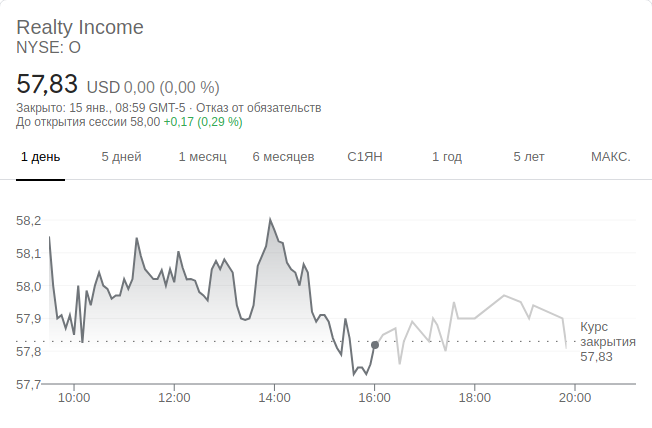 Realty Income
NYSE: O
57,83 USD 0,00 (0,00 %)
Закрыто: 15 янв., 08:59 GMT-5 · Отказ от обязательств
До открытия сессии 58,00 +0,17 (0,29 %)
1 день 5 дней 1 месяц 6 месяцев С1ЯН 1 год 5 лет МАКС.
58,2
58,1
58,0
57,9
57,8
57,7
Курс
закрытия
57,83
10:00 12:00 14:00 16:00 18:00 20:00